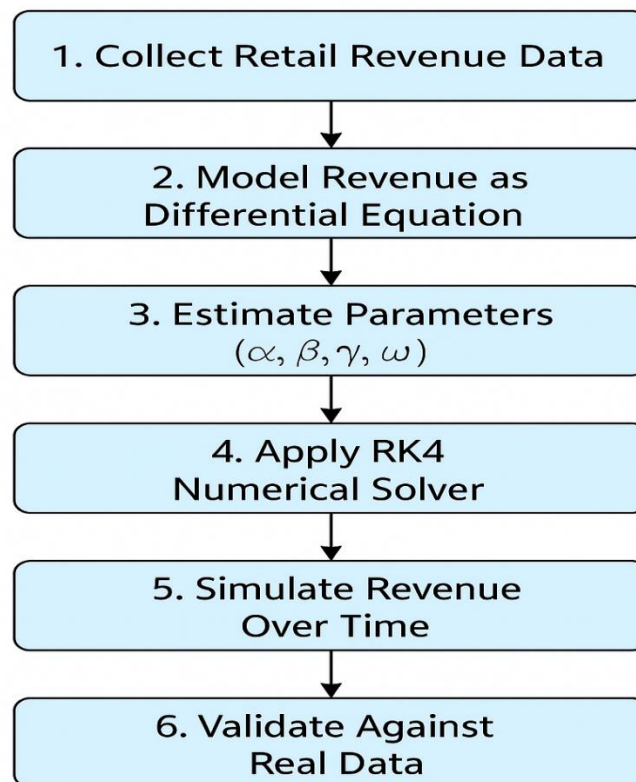 1. Collect Retail Revenue Data
2. Model Revenue as
Differential Equation
3. Estimate Parameters
(α, β, γ, ω)
4. Apply RK4
Numerical Solver
5. Simulate Revenue
Over Time
6. Validate Against
Real Data